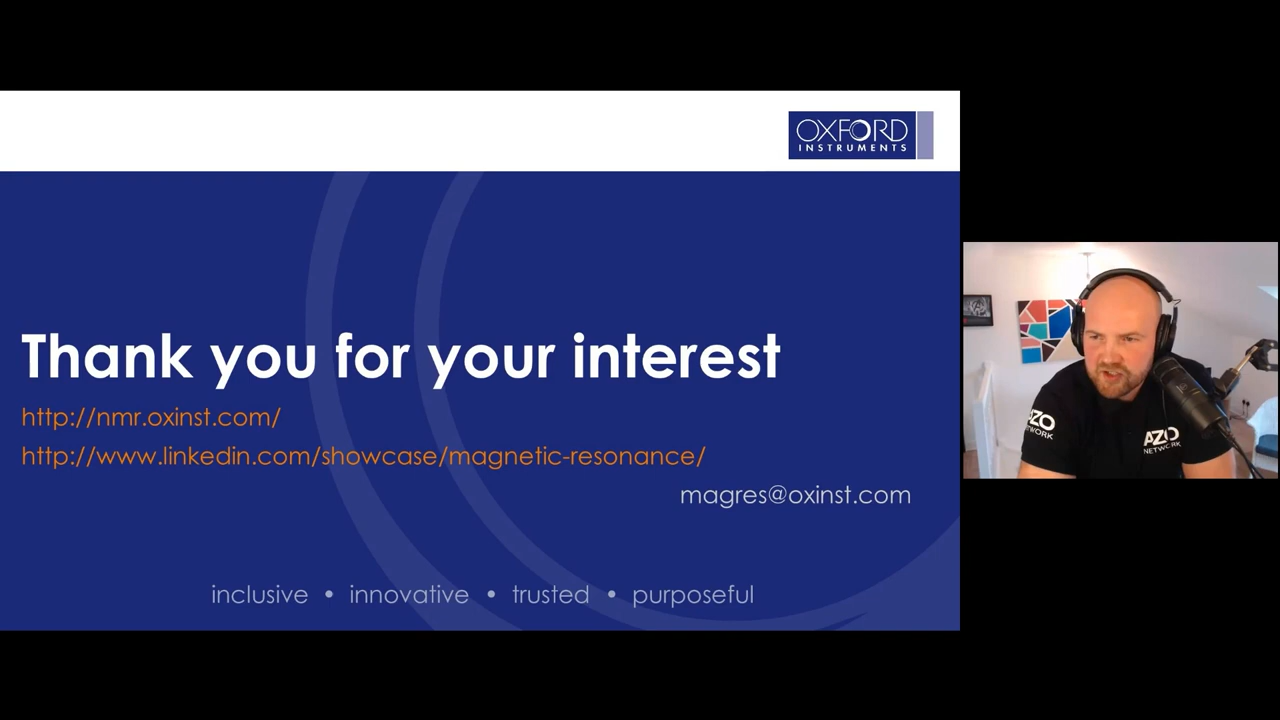 OXFORD
INSTRUMENTS
Thank you for your interest
http://nmr.oxinst.com/
http://www.linkedin.com/showcase/magnetic-resonance/
magres@oxinst.com
inclusive • innovative • trusted • purposeful
AZO
NETWORK
AZO
NETWORK